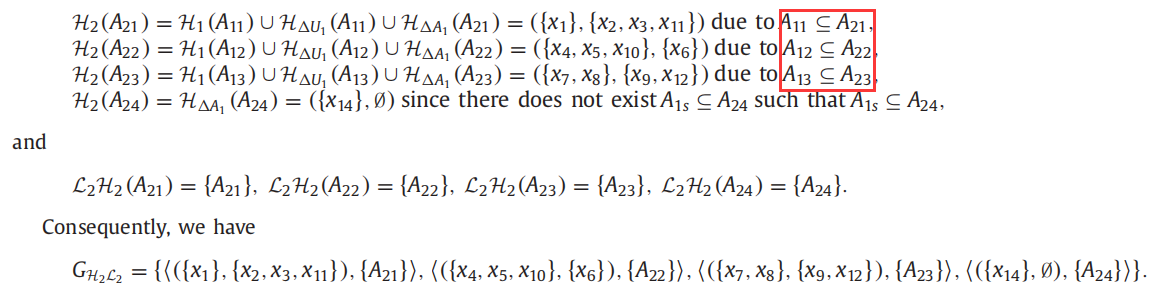 ℋ₂(A₂₁) = ℋ₁(A₁₁) ∪ ℋ_{ΔU₁}(A₁₁) ∪ ℋ_{ΔA₁}(A₂₁) = ({x₁}, {x₂, x₃, x₁₁}) due to A₁₁ ⊆ A₂₁,
ℋ₂(A₂₂) = ℋ₁(A₁₂) ∪ ℋ_{ΔU₁}(A₁₂) ∪ ℋ_{ΔA₁}(A₂₂) = ({x₄, x₅, x₁₀}, {x₆}) due to A₁₂ ⊆ A₂₂,
ℋ₂(A₂₃) = ℋ₁(A₁₃) ∪ ℋ_{ΔU₁}(A₁₃) ∪ ℋ_{ΔA₁}(A₂₃) = ({x₇, x₈}, {x₉, x₁₂}) due to A₁₃ ⊆ A₂₃,
ℋ₂(A₂₄) = ℋ_{ΔA₁}(A₂₄) = ({x₁₄}, ∅) since there does not exist A₁ₛ ⊆ A₂₄ such that A₁ₛ ⊆ A₂₄,
and
ℒ₂ℋ₂(A₂₁) = {A₂₁}, ℒ₂ℋ₂(A₂₂) = {A₂₂}, ℒ₂ℋ₂(A₂₃) = {A₂₃}, ℒ₂ℋ₂(A₂₄) = {A₂₄}.
Consequently, we have
G_{ℋ₂ℒ₂} = {⟨({x₁}, {x₂, x₃, x₁₁}), {A₂₁}⟩, ⟨({x₄, x₅, x₁₀}, {x₆}), {A₂₂}⟩, ⟨({x₇, x₈}, {x₉, x₁₂}), {A₂₃}⟩, ⟨({x₁₄}, ∅), {A₂₄}⟩}.